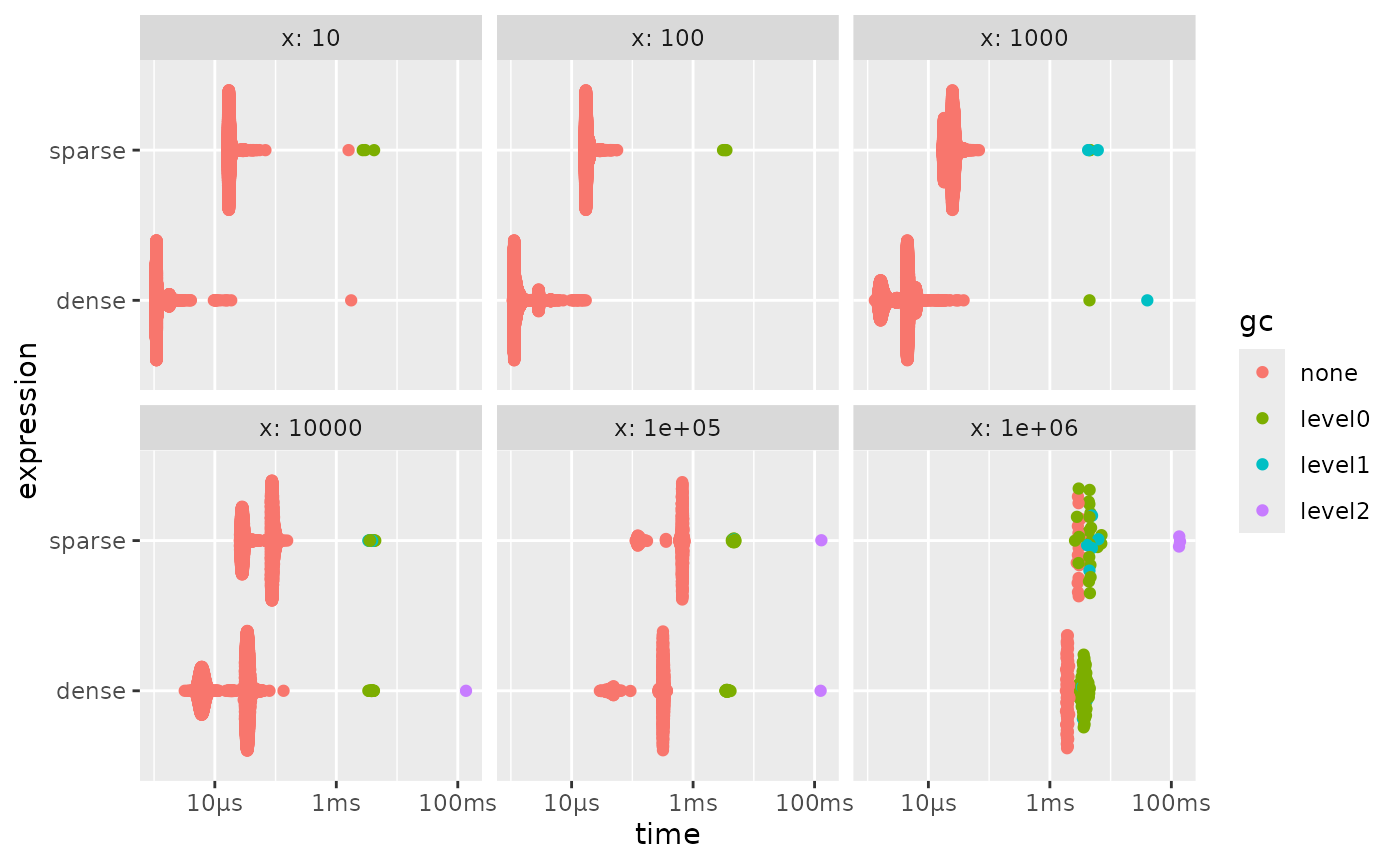 x: 10
x: 100
x: 1000
sparse
dense
x: 10000
x: 1e+05
x: 1e+06
sparse
dense
10µs
1ms
100ms
10µs
1ms
100ms
10µs
1ms
100ms
time
expression
gc
none
level0
level1
level2